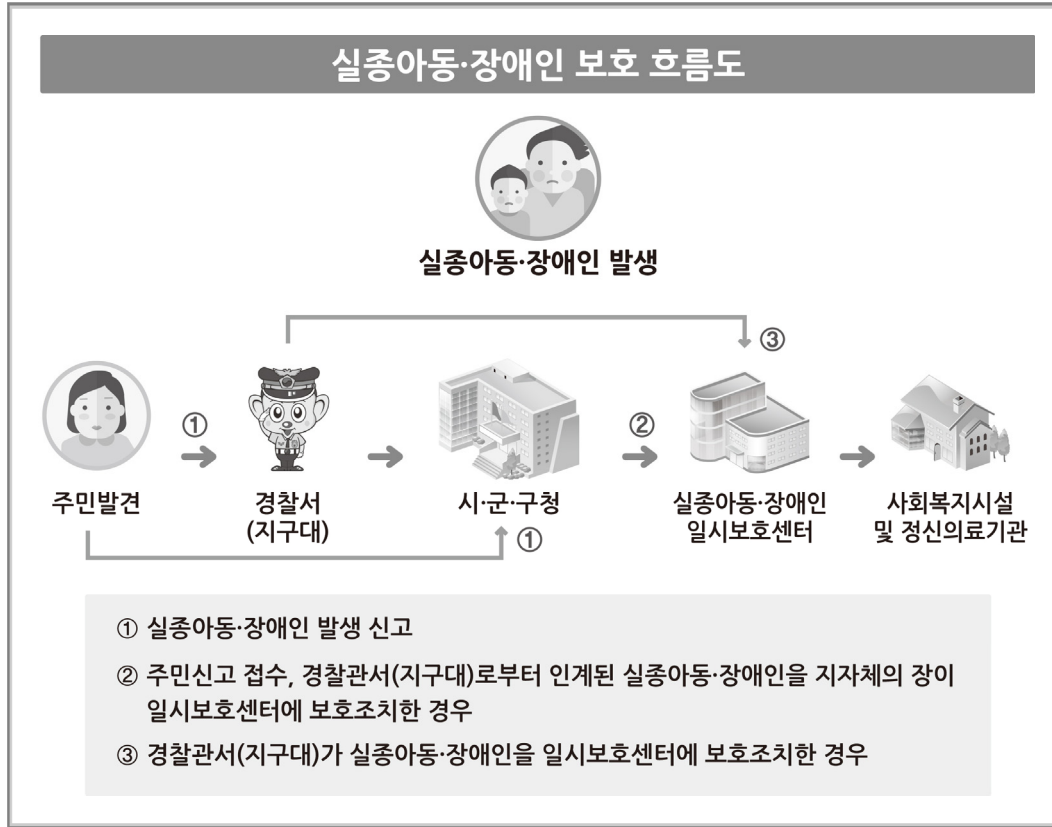 실종아동·장애인 보호 흐름도
실종아동·장애인 발생
③
①
②
주민발견
경찰서
(지구대)
시·군·구청
실종아동·장애인
일시보호센터
사회복지시설
및 정신의료기관
①
① 실종아동·장애인 발생 신고
② 주민신고 접수, 경찰관서(지구대)로부터 인계된 실종아동·장애인을 지자체의 장이
일시보호센터에 보호조치한 경우
③ 경찰관서(지구대)가 실종아동·장애인을 일시보호센터에 보호조치한 경우